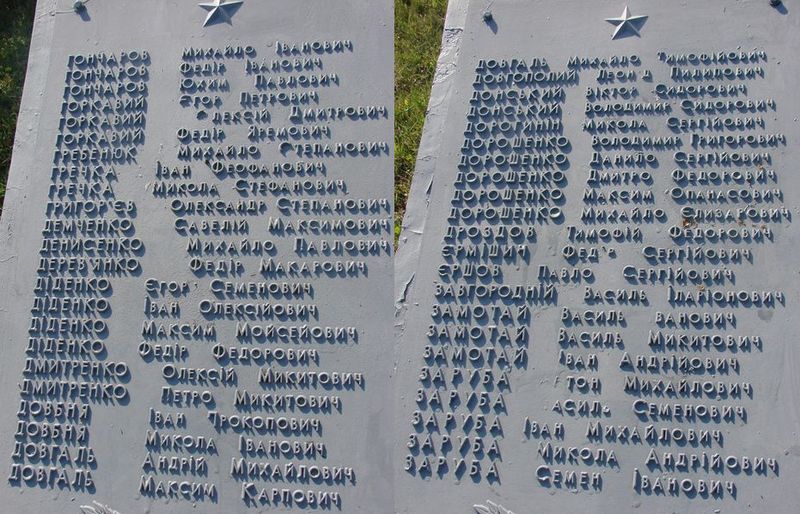 ГОНЧАРОВ МИХАЙЛО ІВАНОВИЧ
ГОНЧАРОВ ФЕДІР ІВАНОВИЧ
ГОНЧАРОВ ЮХИМ ПАВЛОВИЧ
ГОРКАВИЙ ЄГОР ПЕТРОВИЧ
ГОРКАВИЙ ЛЕКСІЙ ДМИТРОВИЧ
ГОРКАВИЙ ФЕДІР ЯРЕМОВИЧ
ГРЕБЕНЮК МИХАЙЛО СТЕПАНОВИЧ
ГРЕЧКА ІВАН ФЕОФАНОВИЧ
ГРЕЧКА МИКОЛА СТЕФАНОВИЧ
ГРИГОР'ЄВ ОЛЕКСАНДР СТЕПАНОВИЧ
ДЕМЧЕНКО САВЕЛІЙ МАКСИМОВИЧ
ДЕНИСЕНКО МИХАЙЛО ПАВЛОВИЧ
ДЕРЕВ'ЯНКО ФЕДІР МАКАРОВИЧ
ДІДЕНКО ЄГОР СЕМЕНОВИЧ
ДІДЕНКО ІВАН ОЛЕКСІЙОВИЧ
ДІДЕНКО МАКСИМ МОЙСЕЙОВИЧ
ДІДЕНКО ФЕДІР ФЕДОРОВИЧ
ДМИТРЕНКО ОЛЕКСІЙ МИКИТОВИЧ
ДМИТРЕНКО ПЕТРО МИКИТОВИЧ
ДОВБНЯ ІВАН ПРОКОПОВИЧ
ДОВБНЯ МИКОЛА ІВАНОВИЧ
ДОВГАЛЬ АНДРІЙ МИХАЙЛОВИЧ
ДОВГАЛЬ МАКСИМ КАРПОВИЧ
ДОВГАЛЬ МИХАЙЛО ТИМОФІЙОВИЧ
ДОВГОПОЛИЙ ЛЕОН Д ПИЛИПОВИЧ
ДОНСЬКИЙ ВІКТОР СИДОРОВИЧ
ДОНСЬКИЙ ВОЛОДИМИР СИДОРОВИЧ
МИКОЛА СЕРГІЙОВИЧ
ДОРОШЕНКО ВОЛОДИМИР ГРИГОРОВИЧ
ДОРОШЕНКО ДАНИЛО СЕРГІЙОВИЧ
ДОРОШЕНКО ДМИТРО ФЕДОРОВИЧ
ДОРОШЕНКО МАКСИМ ОПАНАСОВИЧ
ДОРОШЕНКО МИХАЙЛО ЄЛИЗАРОВИЧ
ДРОЗДОВ ТИМОФІЙ ФЕДОРОВИЧ
ЄРМІШИН ФЕД Р СЕРГІЙОВИЧ
ЄРШОВ ПАВЛО СЕРГІЙОВИЧ
ЗАВГОРОДНІЙ ВАСИЛЬ ІЛАРІОНОВИЧ
ЗАМОТАЙ ВАСИЛЬ ВАНОВИЧ
ЗАМОТАЙ ВАСИЛЬ МИКИТОВИЧ
ЗАМОТАЙ ІВАН АНДРІЙОВИЧ
ЗАРУБА ТОН МИХАЙЛОВИЧ
ЗАРУБА АСИЛЬ СЕМЕНОВИЧ
ЗАРУБА ІВАН МИХАЙЛОВИЧ
ЗАРУБА МИКОЛА АНДРІЙОВИЧ
ЗАРУБА СЕМЕН ІВАНОВИЧ